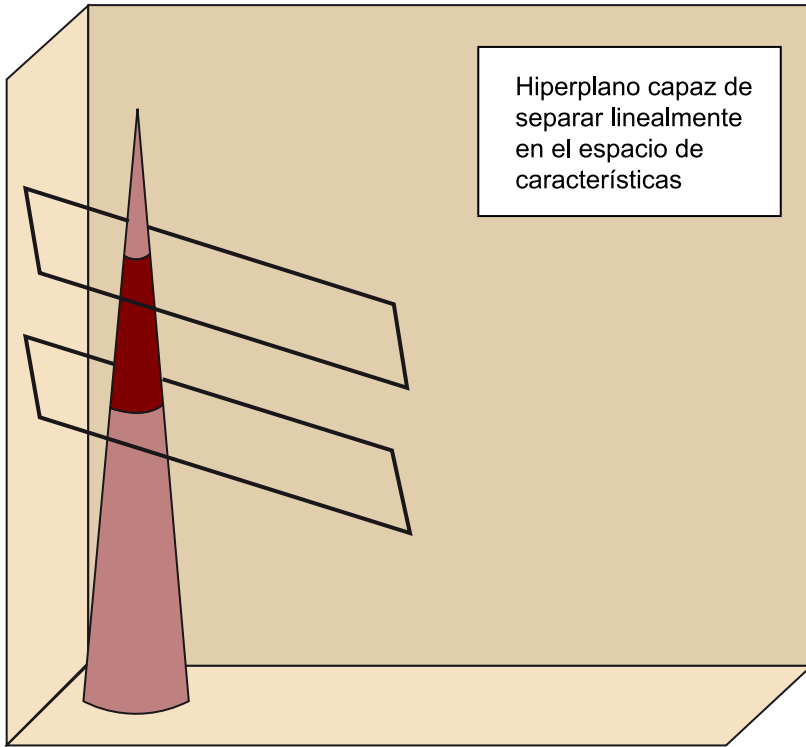 Hiperplano capaz de
separar linealmente
en el espacio de
características